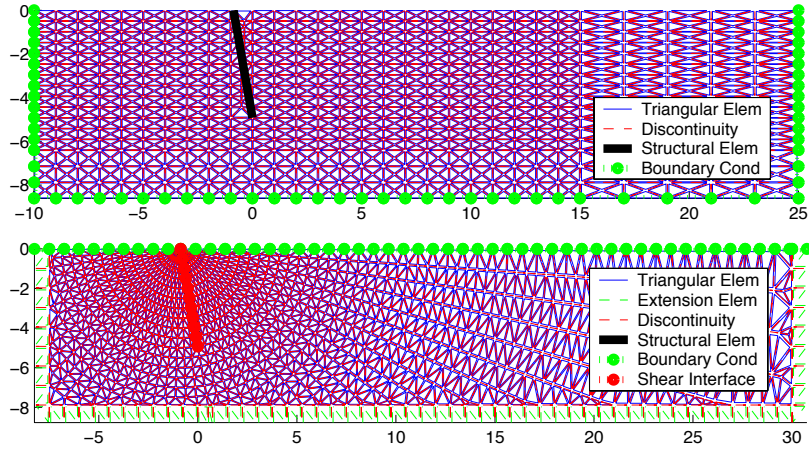 0
-2
-4
-6
-8
Triangular Elem
Discontinuity
Structural Elem
Boundary Cond
-10
-5
0
5
10
15
20
25
0
-2
-4
-6
-8
Triangular Elem
Extension Elem
Discontinuity
Structural Elem
Boundary Cond
Shear Interface
-5
0
5
10
15
20
25
30